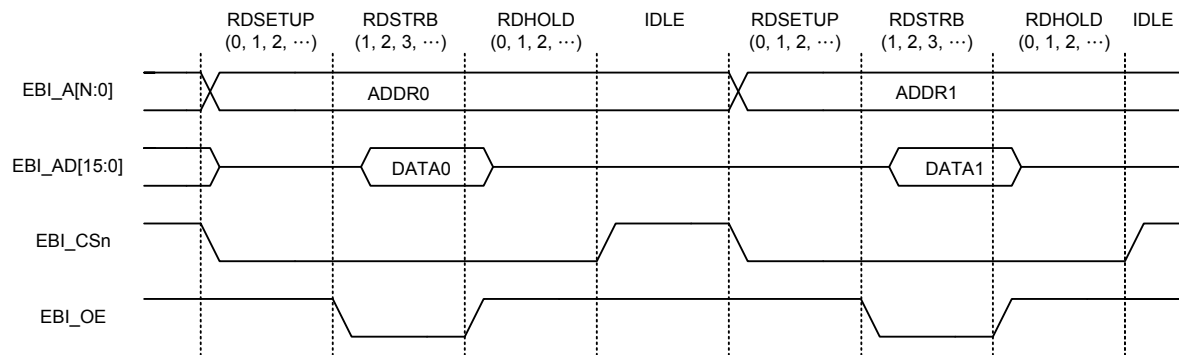 RDSETUP RDSTRB RDHOLD IDLE RDSETUP RDSTRB RDHOLD IDLE
(0, 1, 2, ⋯) (1, 2, 3, ⋯) (0, 1, 2, ⋯) (0, 1, 2, ⋯) (1, 2, 3, ⋯) (0, 1, 2, ⋯)
EBI_A[N:0] ADDR0 ADDR1
EBI_AD[15:0] DATA0 DATA1
EBI_CSn
EBI_OE